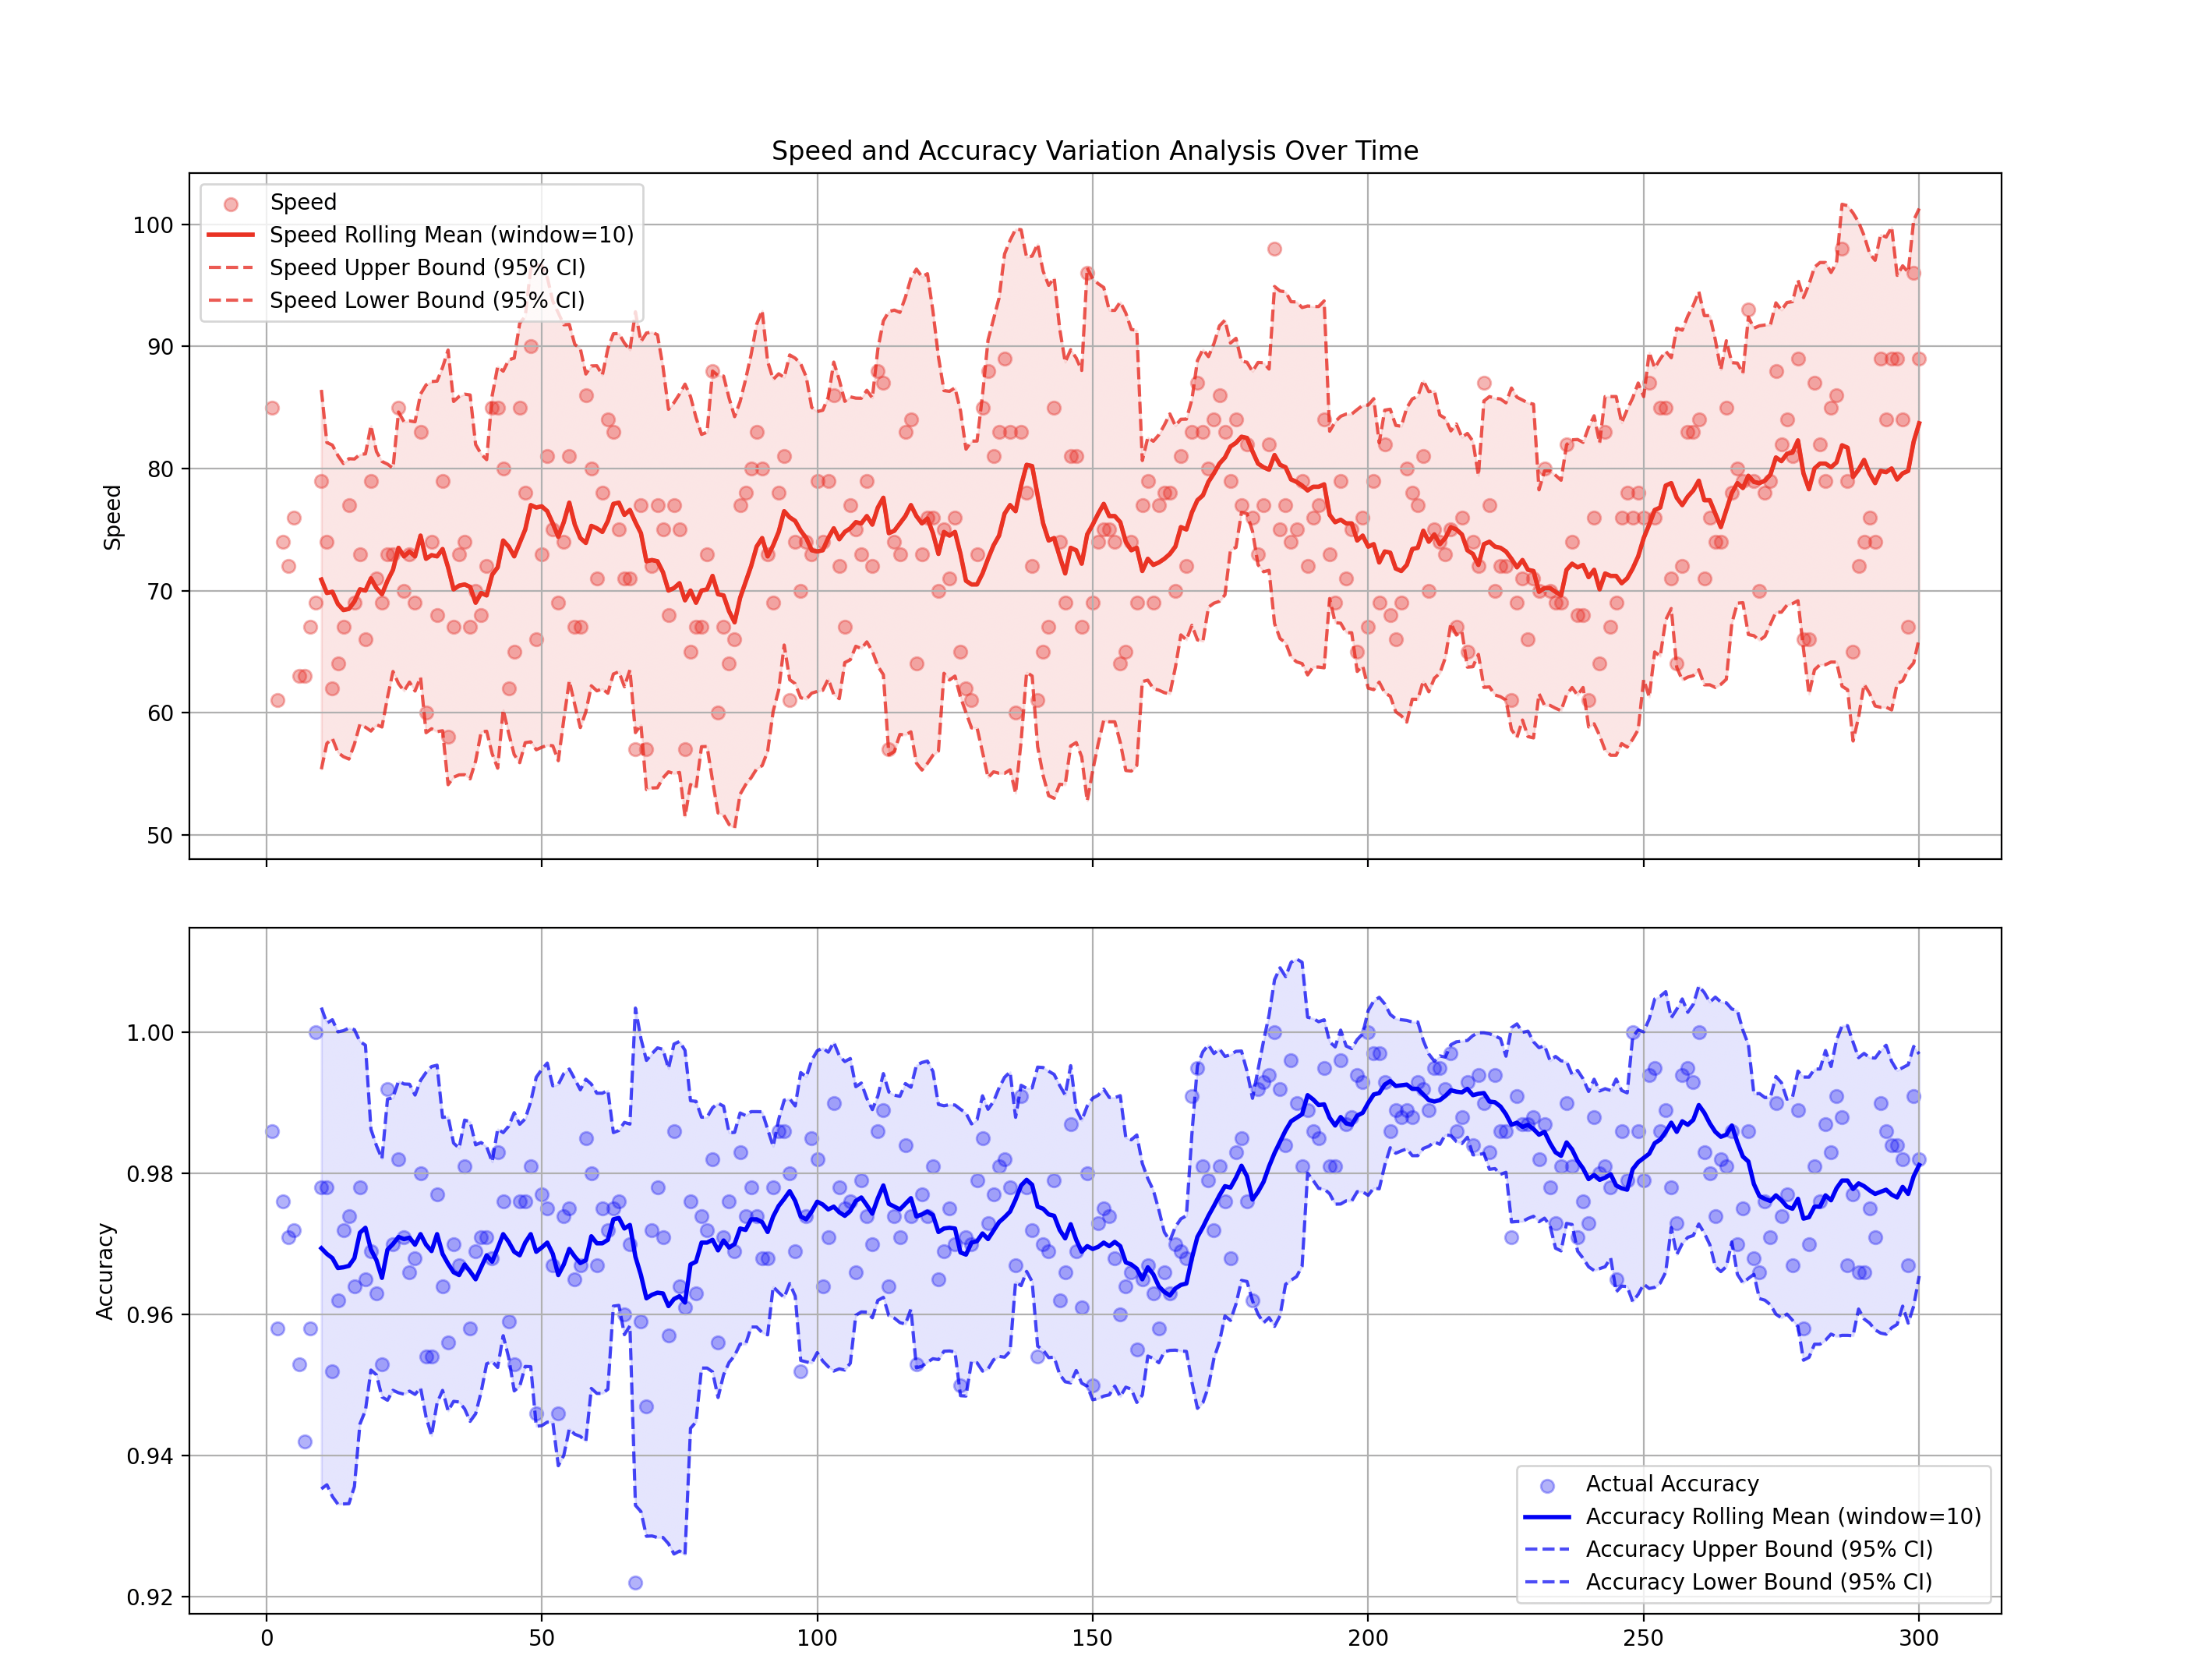 Speed and Accuracy Variation Analysis Over Time
Speed
Speed Rolling Mean (window=10)
Speed Upper Bound (95% CI)
Speed Lower Bound (95% CI)
100
90
80
70
60
50
Speed
1.00
0.98
0.96
0.94
0.92
Accuracy
Actual Accuracy
Accuracy Rolling Mean (window=10)
Accuracy Upper Bound (95% CI)
Accuracy Lower Bound (95% CI)
0 50 100 150 200 250 300